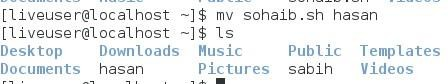 [liveuser@localhost ~]$ mv sohaib.sh hasan
[liveuser@localhost ~]$ ls
Desktop Downloads Music Public Templates
Documents hasan Pictures sabih Videos
[liveuser@localhost ~]$